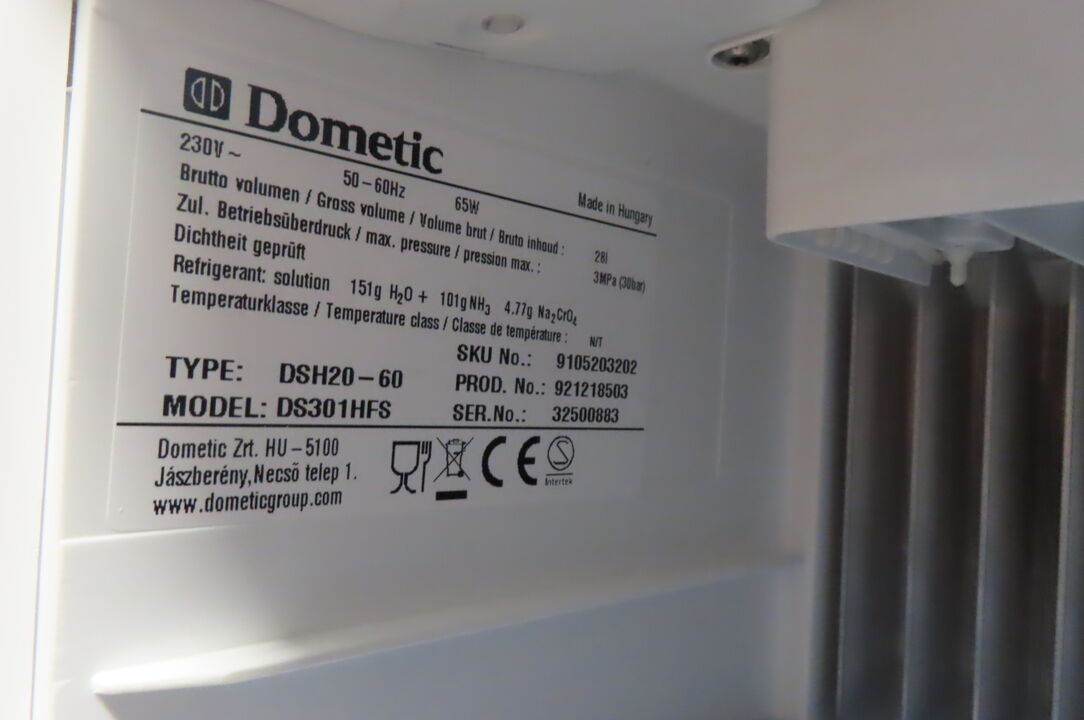 Dometic
230V ~ 50-60Hz 65W Made in Hungary
Brutto volumen / Gross volume / Volume brut / Bruto inhoud : 28l
Zul. Betriebsüberdruck / max. pressure / pression max. : 3MPa (30bar)
Dichtheit geprüft
Refrigerant: solution 151g H₂O + 101g NH₃ 4.77g Na₂CrO₄
Temperaturklasse / Temperature class / Classe de température : N/T
SKU No.: 9105203202
TYPE: DSH20-60 PROD. No.: 921218503
MODEL: DS301HFS SER.No.: 32500883
Dometic Zrt. HU-5100
Jászberény,Necsõ telep 1.
www.dometicgroup.com
CE
S
Intertek